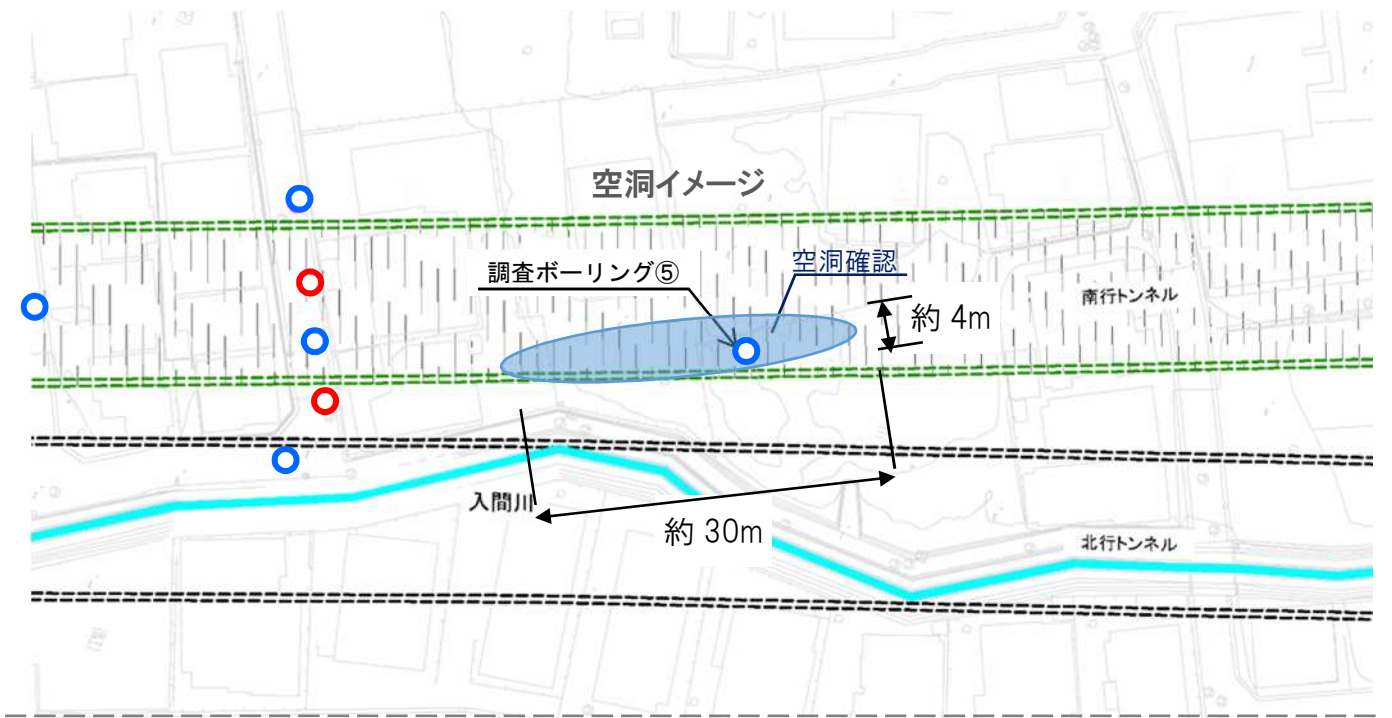 空洞イメージ
調査ボーリング⑤
空洞確認
南行トンネル
約 4m
入間川
約 30m
北行トンネル